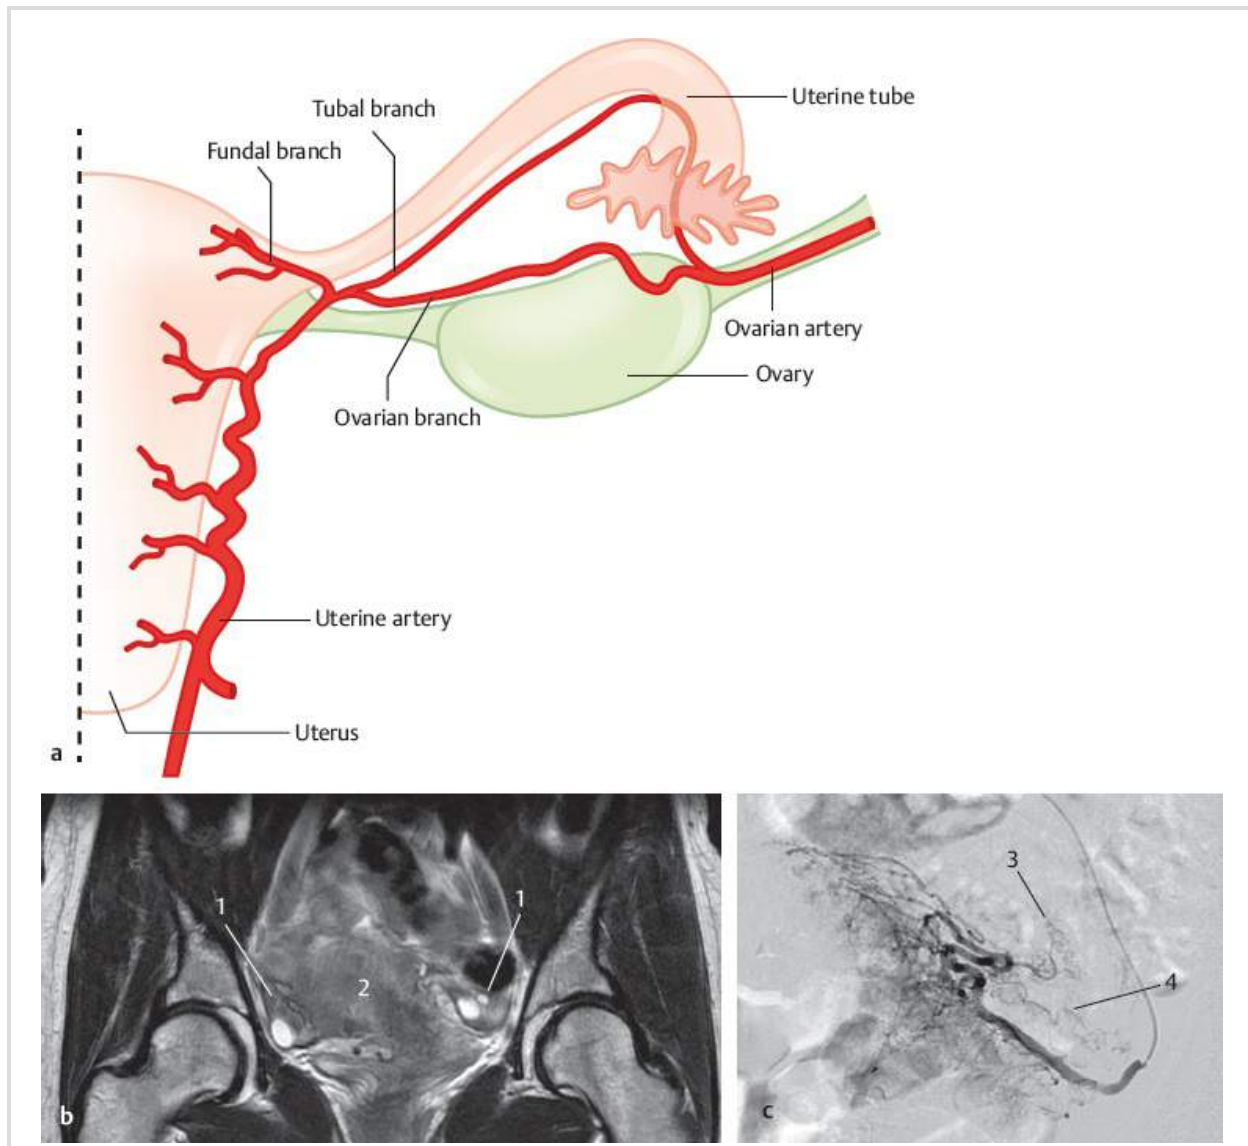 Uterine tube
Tubal branch
Fundal branch
Ovarian artery
Ovary
Ovarian branch
Uterine artery
Uterus
a
1
1
2
b
3
4
c